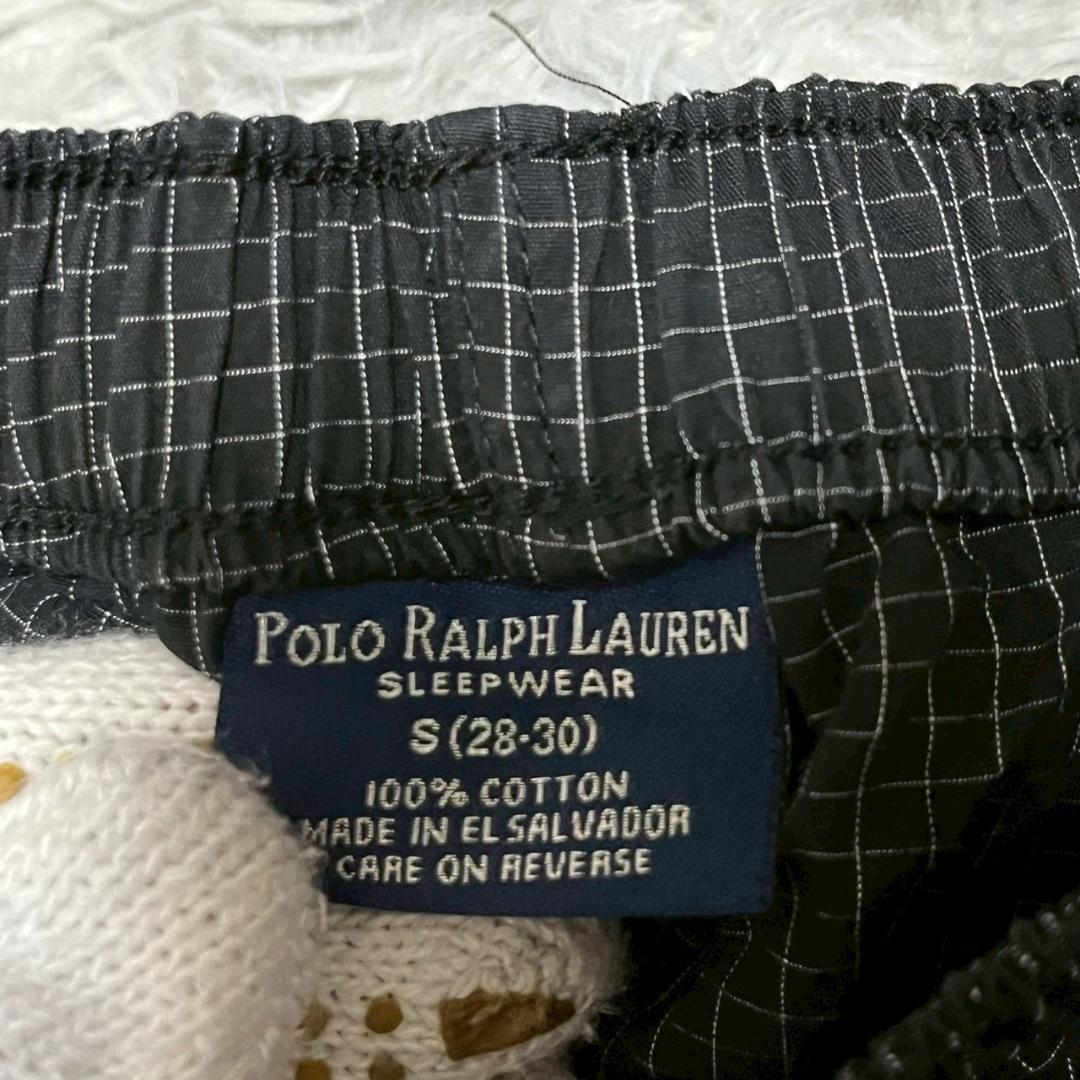 POLO RALPH LAUREN
SLEEPWEAR
S (28-30)
100% COTTON
MADE IN EL SALVADOR
CARE ON REVERSE